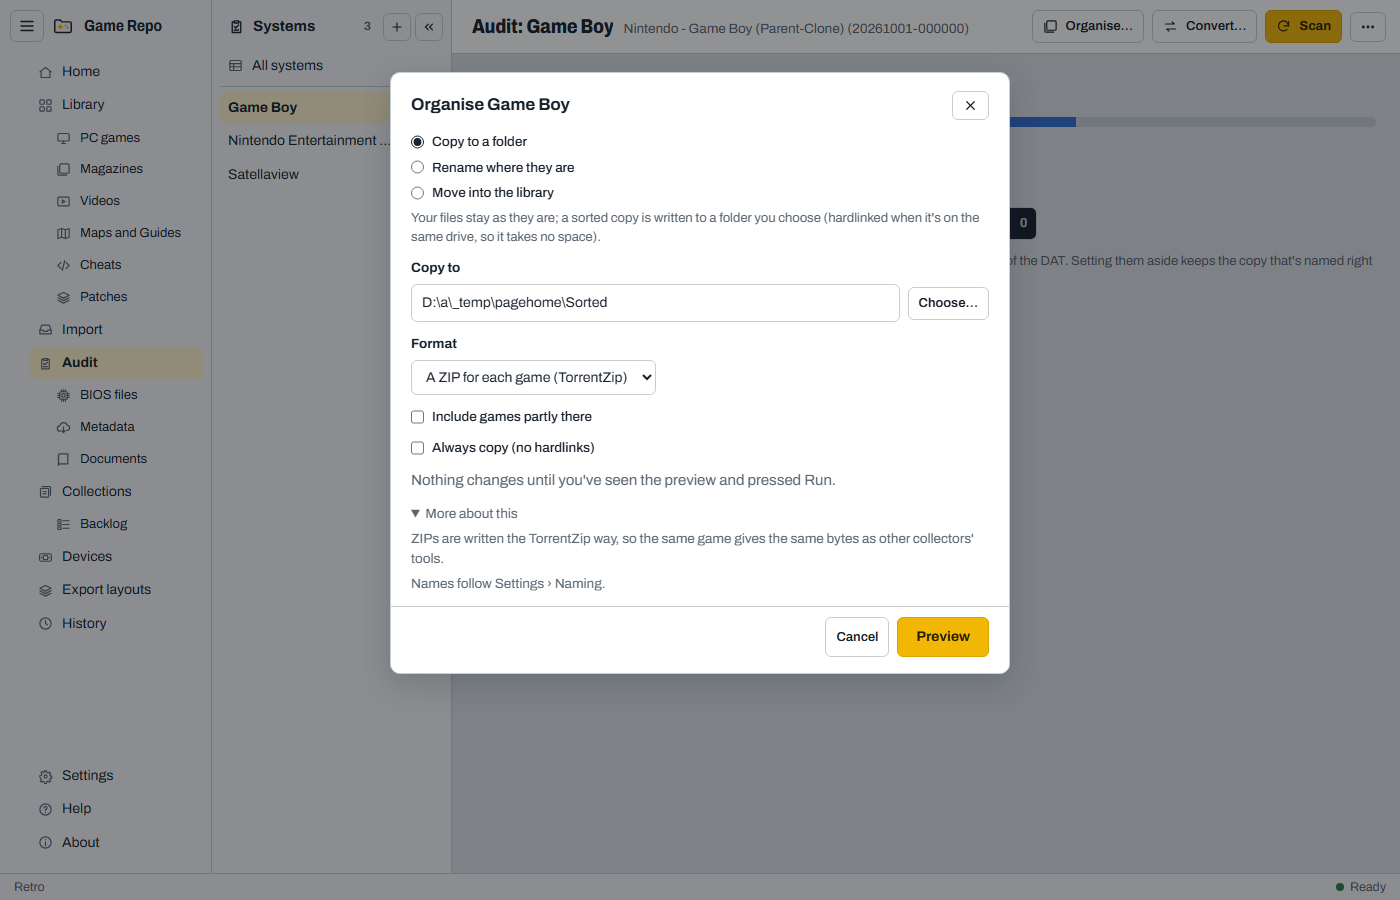 Game Repo
Home
Library
PC games
Magazines
Videos
Maps and Guides
Cheats
Patches
Import
Audit
BIOS files
Metadata
Documents
Collections
Backlog
Devices
Export layouts
History
Settings
Help
About
Systems 3
All systems
Game Boy
Nintendo Entertainment ...
Satellaview
Audit: Game Boy Nintendo - Game Boy (Parent-Clone) (20261001-000000)
Organise... Convert... Scan
0
of the DAT. Setting them aside keeps the copy that's named right
Organise Game Boy
Copy to a folder
Rename where they are
Move into the library
Your files stay as they are; a sorted copy is written to a folder you choose (hardlinked when it's on the
same drive, so it takes no space).
Copy to
D:\a\_temp\pagehome\Sorted
Choose...
Format
A ZIP for each game (TorrentZip)
Include games partly there
Always copy (no hardlinks)
Nothing changes until you've seen the preview and pressed Run.
More about this
ZIPs are written the TorrentZip way, so the same game gives the same bytes as other collectors'
tools.
Names follow Settings › Naming.
Cancel Preview
Retro
Ready